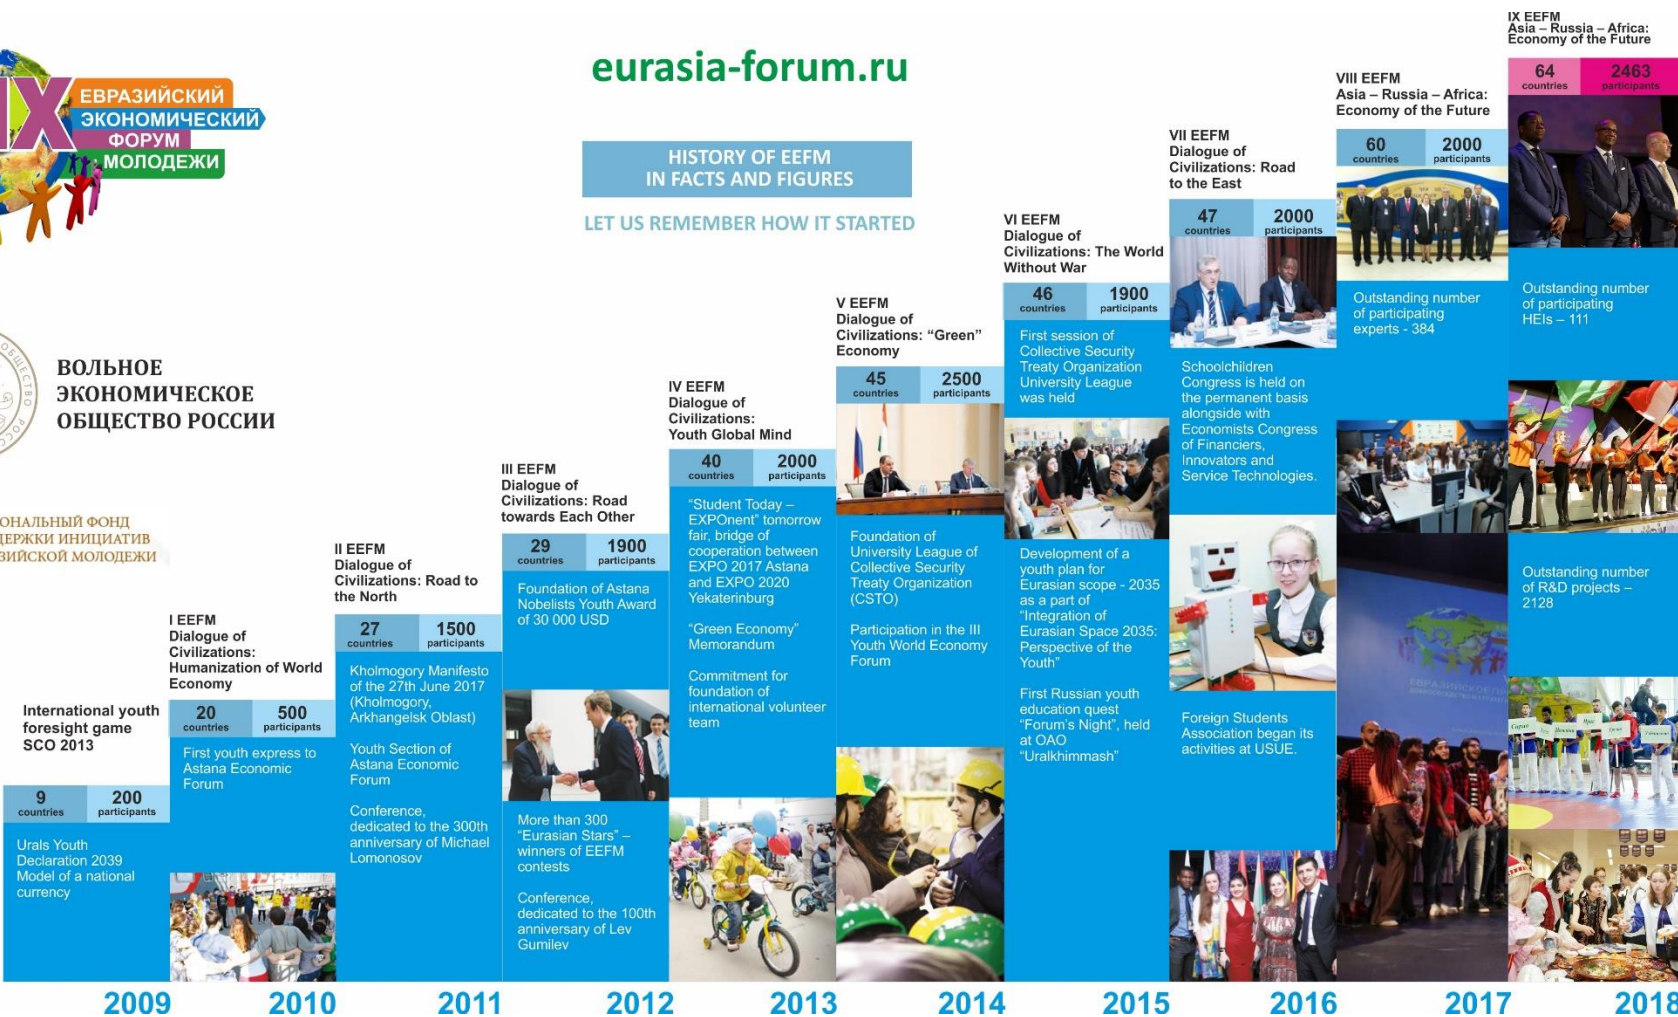 IX
ЕВРАЗИЙСКИЙ
ЭКОНОМИЧЕСКИЙ
ФОРУМ
МОЛОДЕЖИ
eurasia-forum.ru
HISTORY OF EEFM
IN FACTS AND FIGURES
LET US REMEMBER HOW IT STARTED
ВОЛЬНОЕ
ЭКОНОМИЧЕСКОЕ
ОБЩЕСТВО РОССИИ
ОНАЛЬНЫЙ ФОНД
ДЕРЖКИ ИНИЦИАТИВ
ЗИЙСКОЙ МОЛОДЕЖИ
International youth
foresight game
SCO 2013
9 200
countries participants
Urals Youth
Declaration 2039
Model of a national
currency
2009
I EEFM
Dialogue of
Civilizations:
Humanization of World
Economy
20 500
countries participants
First youth express to
Astana Economic
Forum
2010
II EEFM
Dialogue of
Civilizations: Road to
the North
27 1500
countries participants
Kholmogory Manifesto
of the 27th June 2017
(Kholmogory,
Arkhangelsk Oblast)
Youth Section of
Astana Economic
Forum
Conference,
dedicated to the 300th
anniversary of Michael
Lomonosov
2011
III EEFM
Dialogue of
Civilizations: Road
towards Each Other
29 1900
countries participants
Foundation of Astana
Nobelists Youth Award
of 30 000 USD
More than 300
“Eurasian Stars” –
winners of EEFM
contests
Conference,
dedicated to the 100th
anniversary of Lev
Gumilev
2012
IV EEFM
Dialogue of
Civilizations:
Youth Global Mind
40 2000
countries participants
“Student Today –
EXPOnent” tomorrow
fair, bridge of
cooperation between
EXPO 2017 Astana
and EXPO 2020
Yekaterinburg
“Green Economy”
Memorandum
Commitment for
foundation of
international volunteer
team
2013
V EEFM
Dialogue of
Civilizations: “Green”
Economy
45 2500
countries participants
Foundation of
University League of
Collective Security
Treaty Organization
(CSTO)
Participation in the III
Youth World Economy
Forum
2014
VI EEFM
Dialogue of
Civilizations: The World
Without War
46 1900
countries participants
First session of
Collective Security
Treaty Organization
University League
was held
Development of a
youth plan for
Eurasian scope - 2035
as a part of
“Integration of
Eurasian Space 2035:
Perspective of the
Youth”
First Russian youth
education quest
“Forum’s Night”, held
at OAO
“Uralkhimmash”
2015
VII EEFM
Dialogue of
Civilizations: Road
to the East
47 2000
countries participants
Schoolchildren
Congress is held on
the permanent basis
alongside with
Economists Congress
of Financiers,
Innovators and
Service Technologies.
Foreign Students
Association began its
activities at USUE.
2016
VIII EEFM
Asia – Russia – Africa:
Economy of the Future
60 2000
countries participants
Outstanding number
of participating
experts - 384
2017
IX EEFM
Asia – Russia – Africa:
Economy of the Future
64 2463
countries participants
Outstanding number
of participating
HEIs – 111
Outstanding number
of R&D projects –
2128
2018